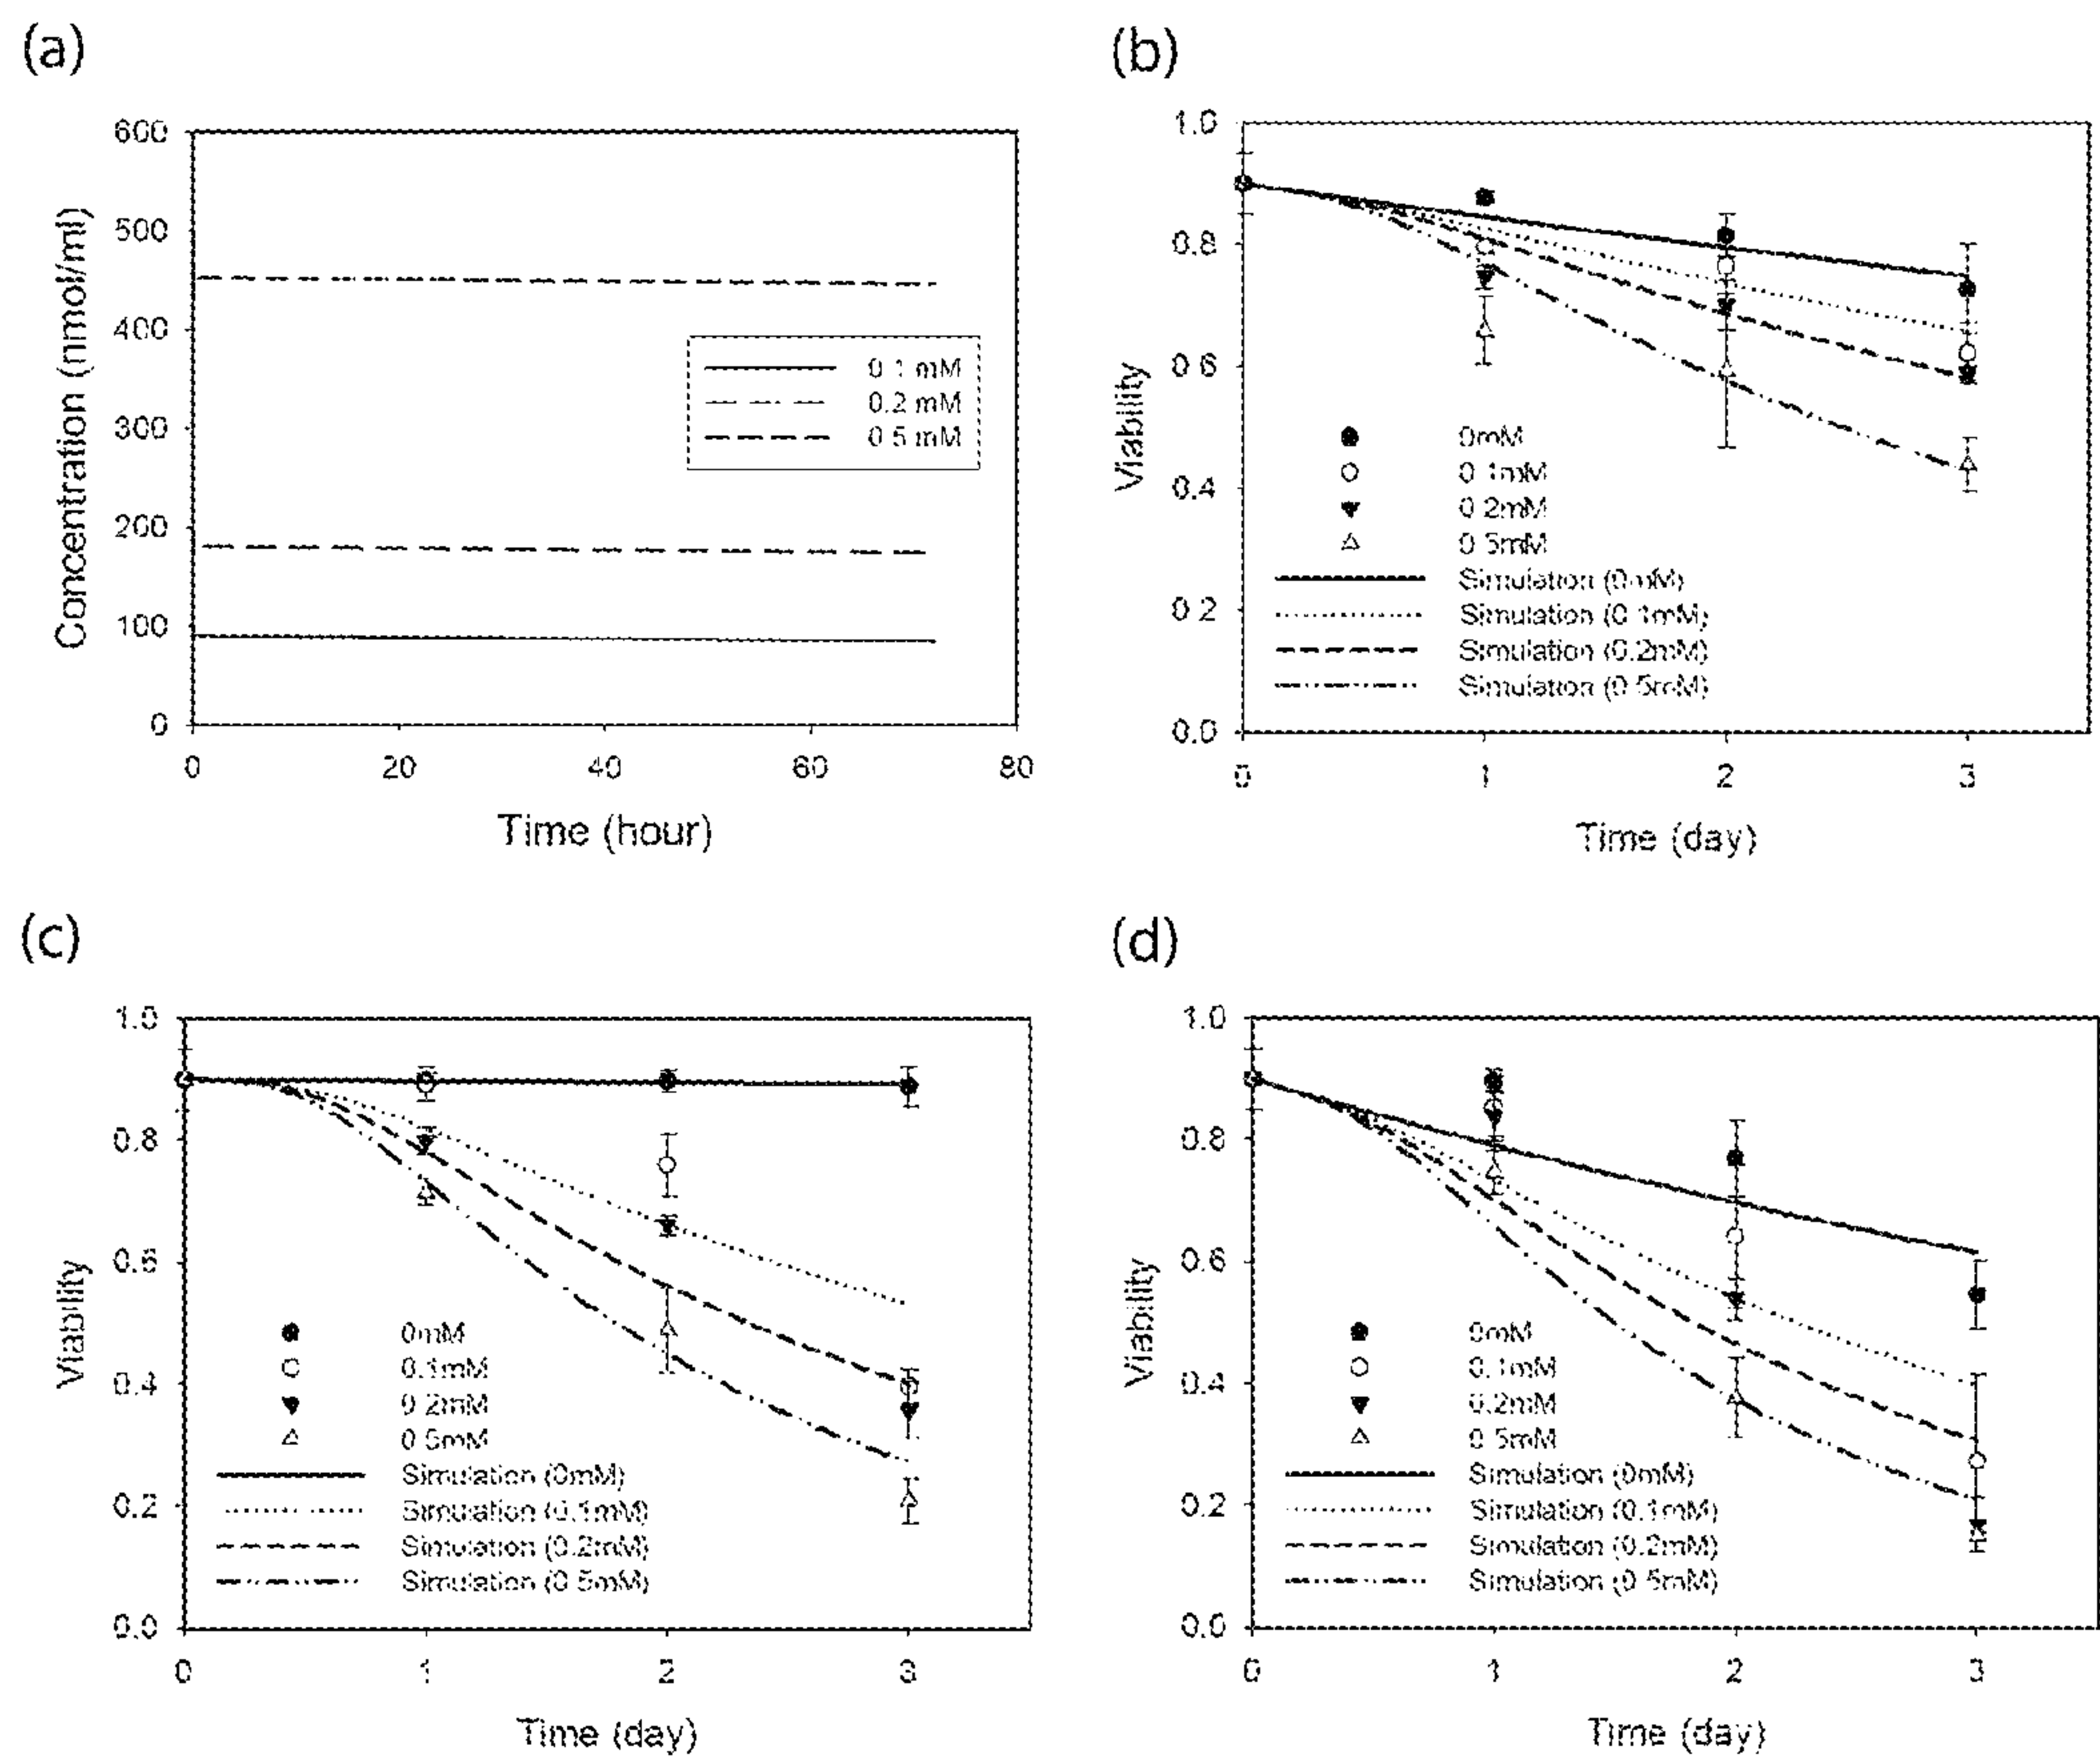 (a)
600
500
400
300
200
100
0
0 20 40 60 80
Concentration (nmol/ml)
Time (hour)
0.1 mM
0.2 mM
0.5 mM
(b)
1.0
0.8
0.6
0.4
0.2
0.0
0 1 2 3
Viability
Time (day)
0mM
0.1mM
0.2mM
0.5mM
Simulation (0mM)
Simulation (0.1mM)
Simulation (0.2mM)
Simulation (0.5mM)
(c)
1.0
0.8
0.6
0.4
0.2
0.0
0 1 2 3
Viability
Time (day)
0mM
0.1mM
0.2mM
0.5mM
Simulation (0mM)
Simulation (0.1mM)
Simulation (0.2mM)
Simulation (0.5mM)
(d)
1.0
0.8
0.6
0.4
0.2
0.0
0 1 2 3
Viability
Time (day)
0mM
0.1mM
0.2mM
0.5mM
Simulation (0mM)
Simulation (0.1mM)
Simulation (0.2mM)
Simulation (0.5mM)